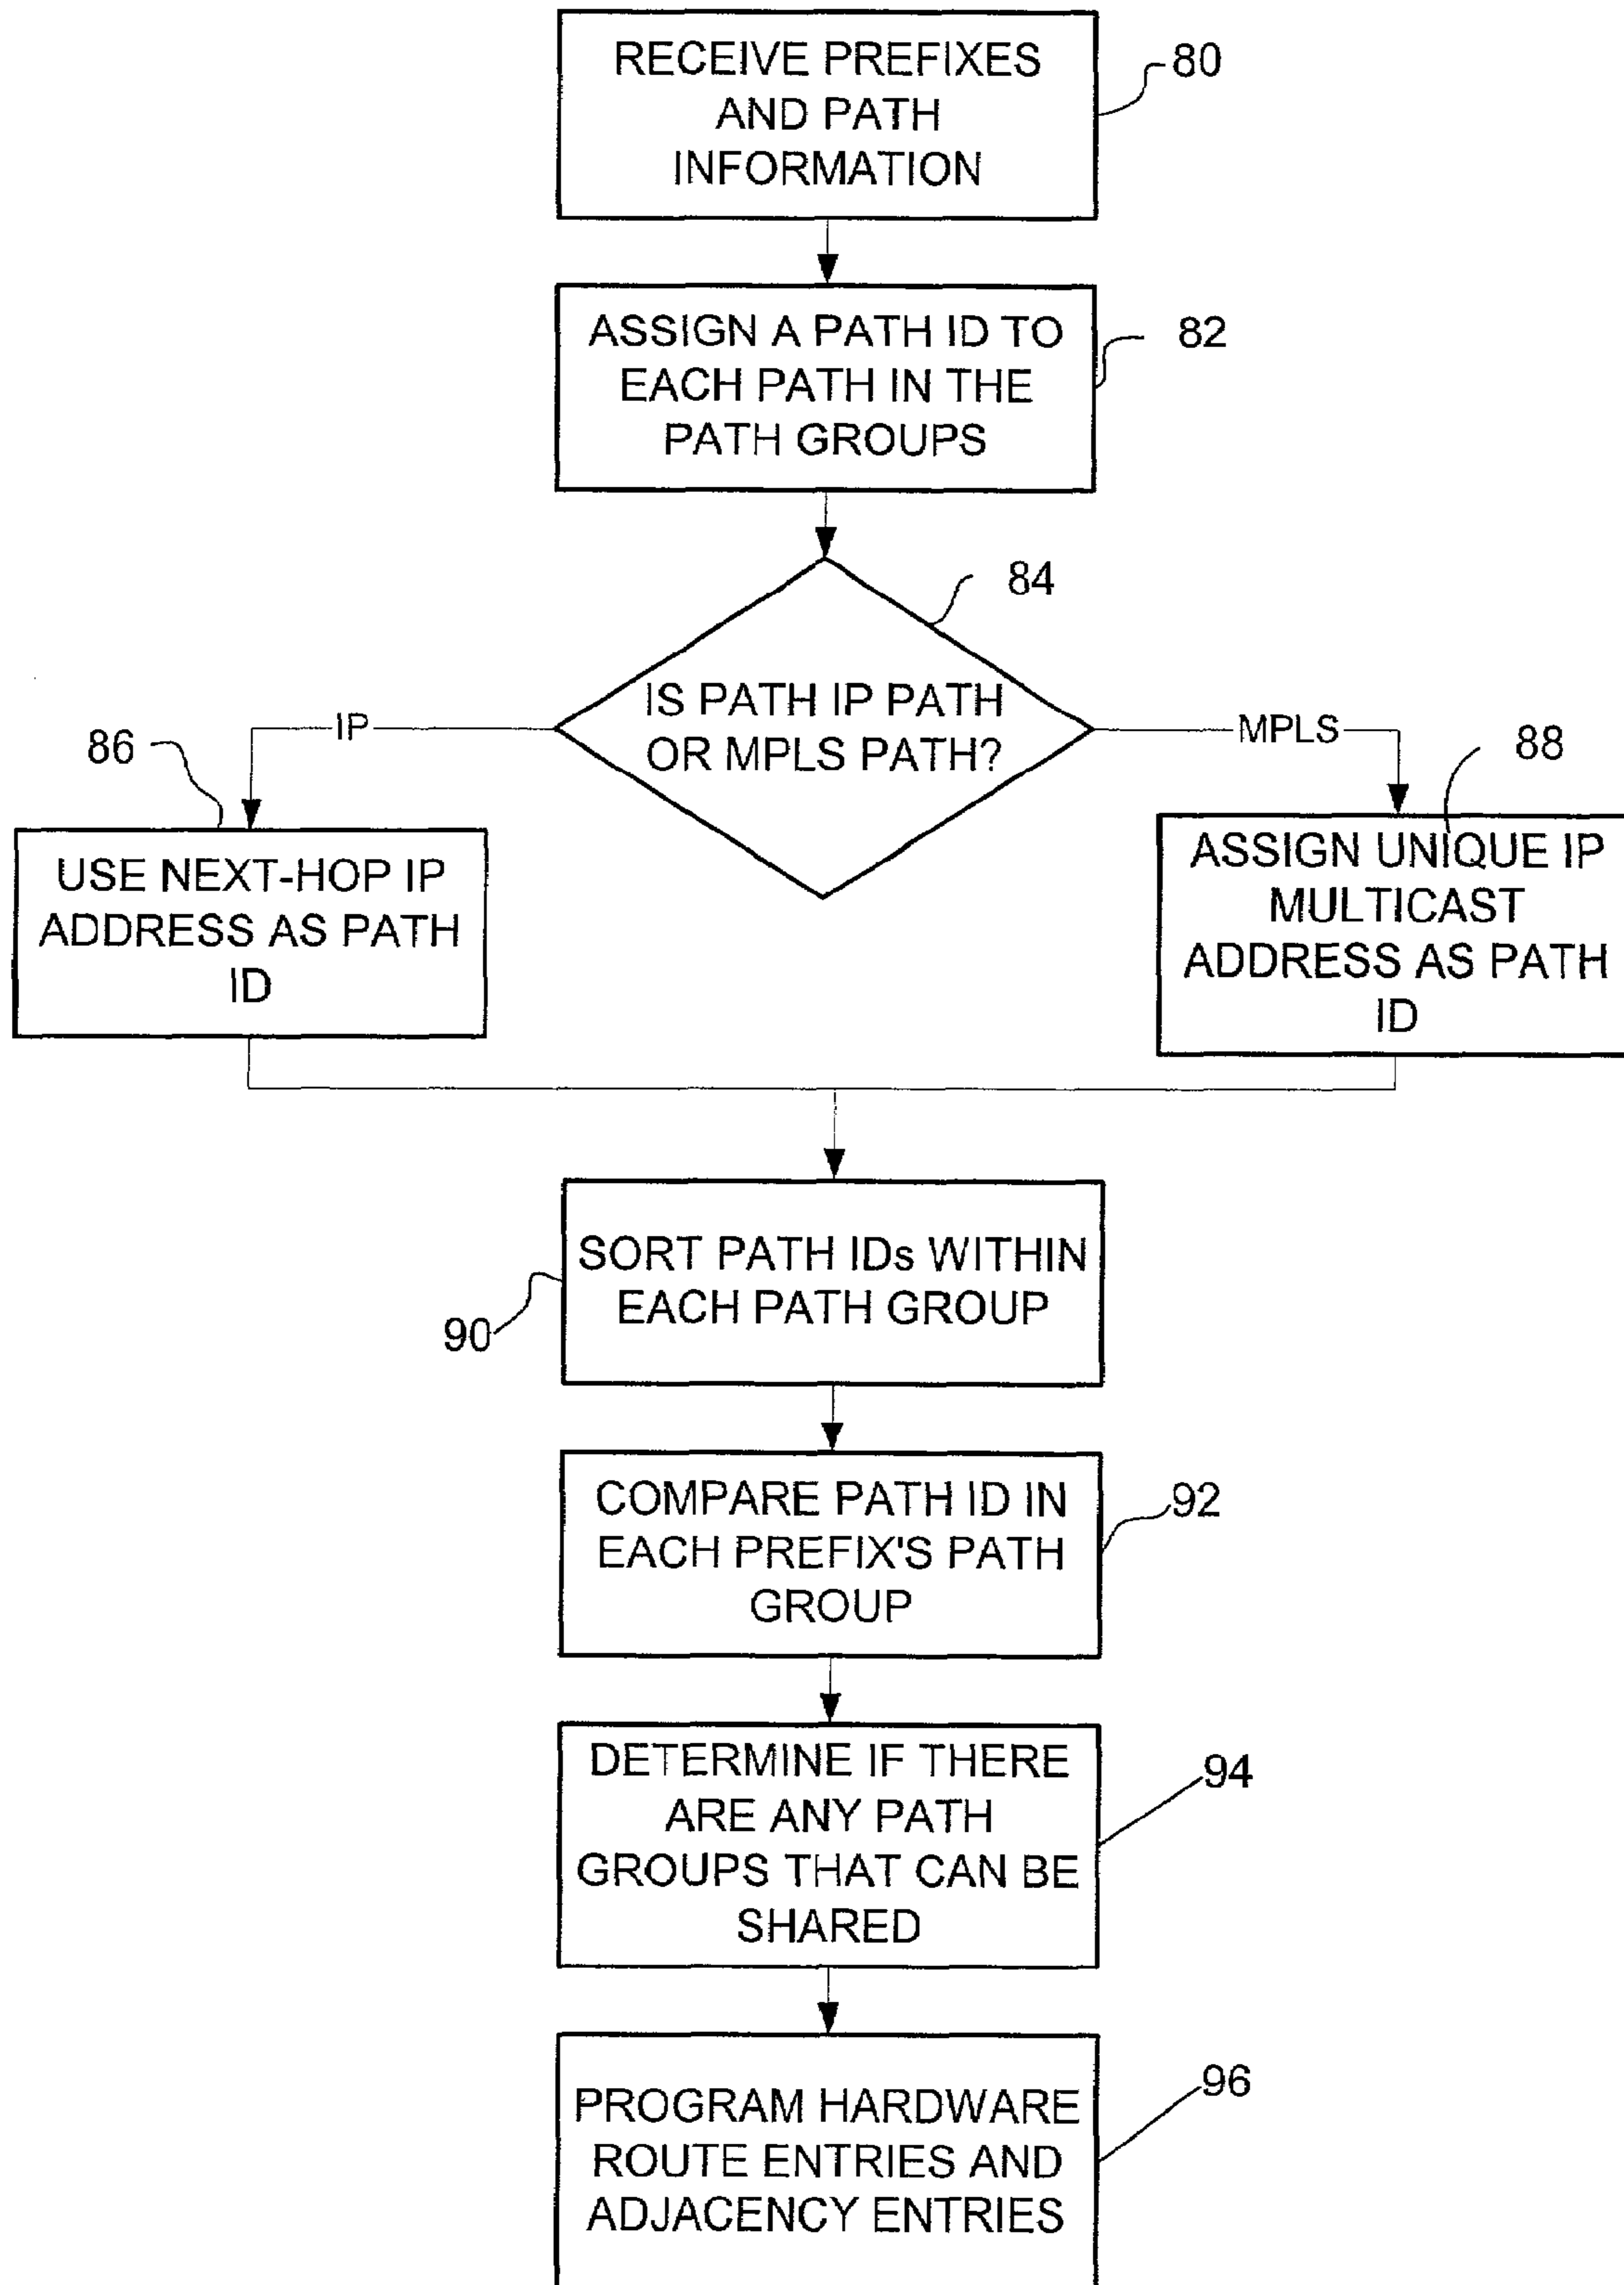 RECEIVE PREFIXES
AND PATH
INFORMATION
80
ASSIGN A PATH ID TO
EACH PATH IN THE
PATH GROUPS
82
84
IS PATH IP PATH
OR MPLS PATH?
IP
MPLS
86
88
USE NEXT-HOP IP
ADDRESS AS PATH
ID
ASSIGN UNIQUE IP
MULTICAST
ADDRESS AS PATH
ID
SORT PATH IDs WITHIN
EACH PATH GROUP
90
COMPARE PATH ID IN
EACH PREFIX'S PATH
GROUP
92
DETERMINE IF THERE
ARE ANY PATH
GROUPS THAT CAN BE
SHARED
94
PROGRAM HARDWARE
ROUTE ENTRIES AND
ADJACENCY ENTRIES
96